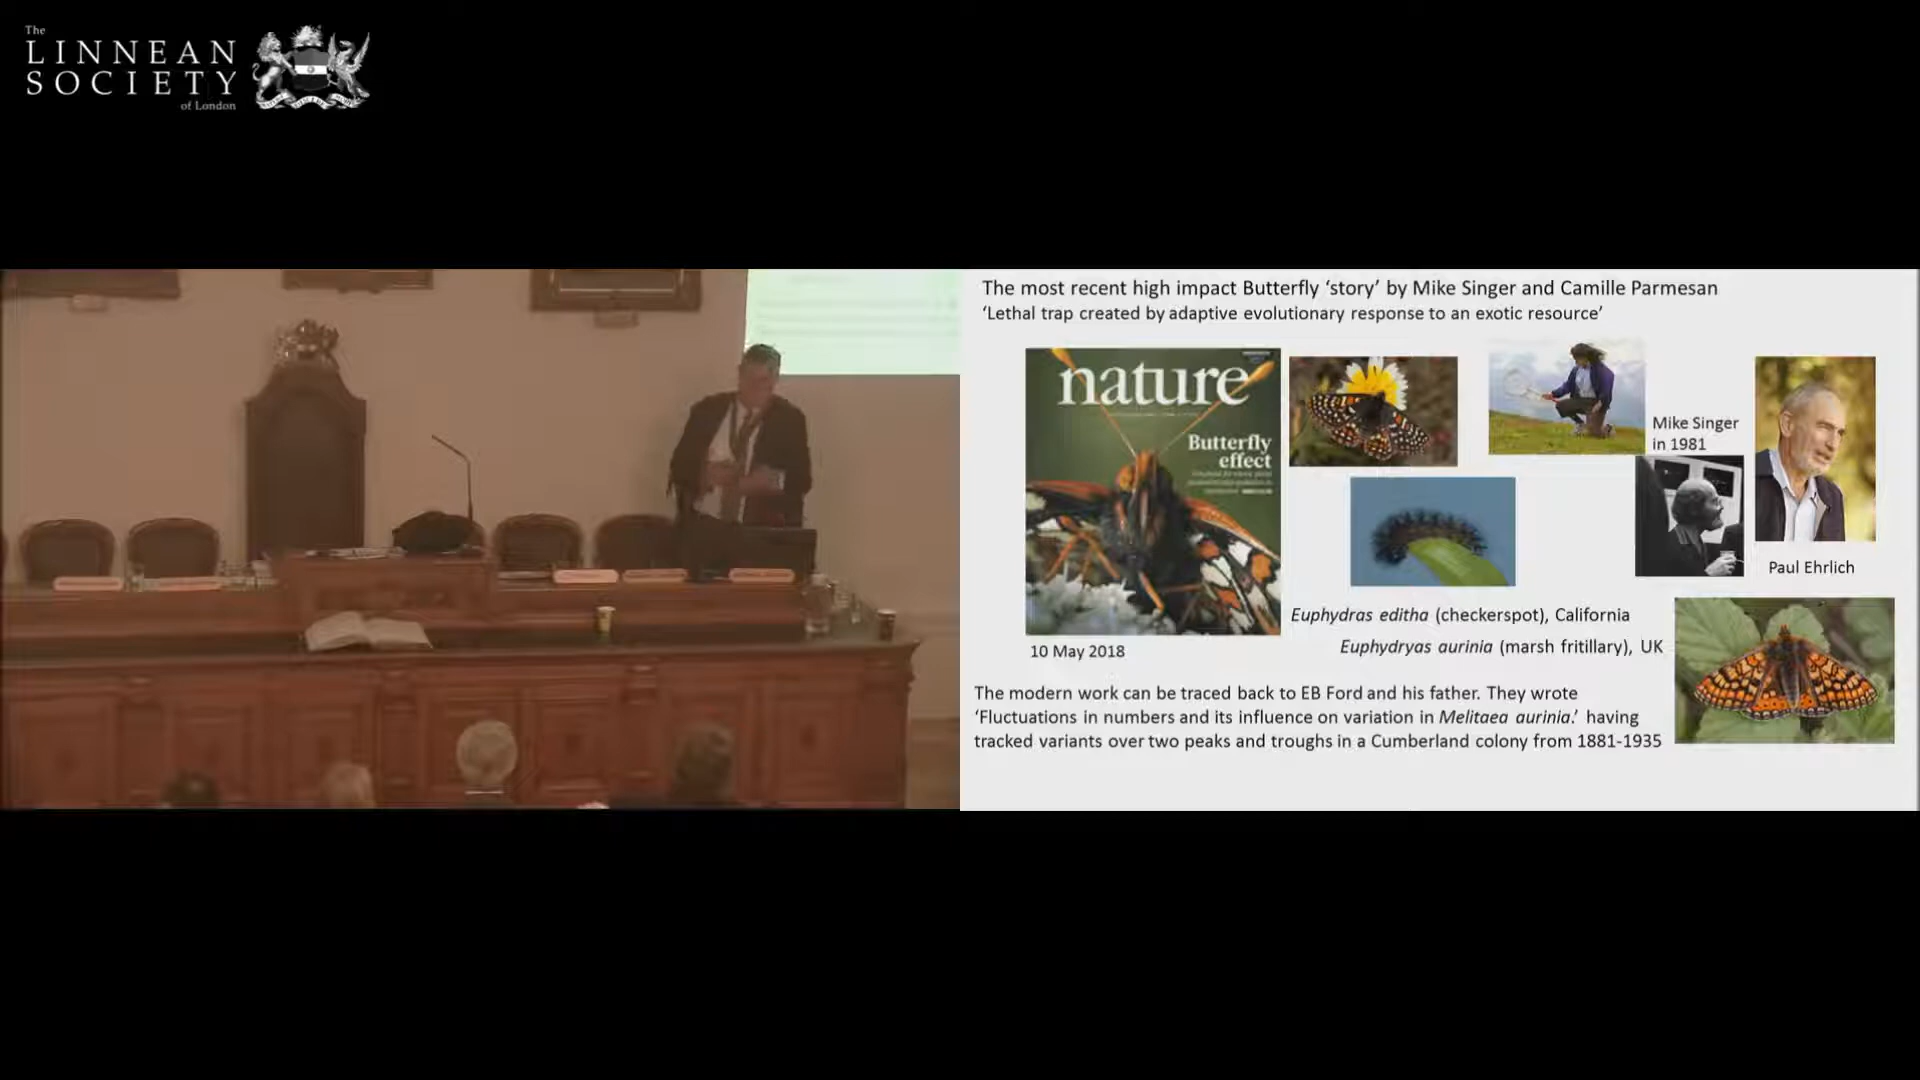 The
LINNEAN
SOCIETY
of London
The most recent high impact Butterfly ‘story’ by Mike Singer and Camille Parmesan
‘Lethal trap created by adaptive evolutionary response to an exotic resource’
nature
Butterfly
effect
Mike Singer
in 1981
Paul Ehrlich
Euphydras editha (checkerspot), California
Euphydryas aurinia (marsh fritillary), UK
10 May 2018
The modern work can be traced back to EB Ford and his father. They wrote
‘Fluctuations in numbers and its influence on variation in Melitaea aurinia.’ having
tracked variants over two peaks and troughs in a Cumberland colony from 1881-1935